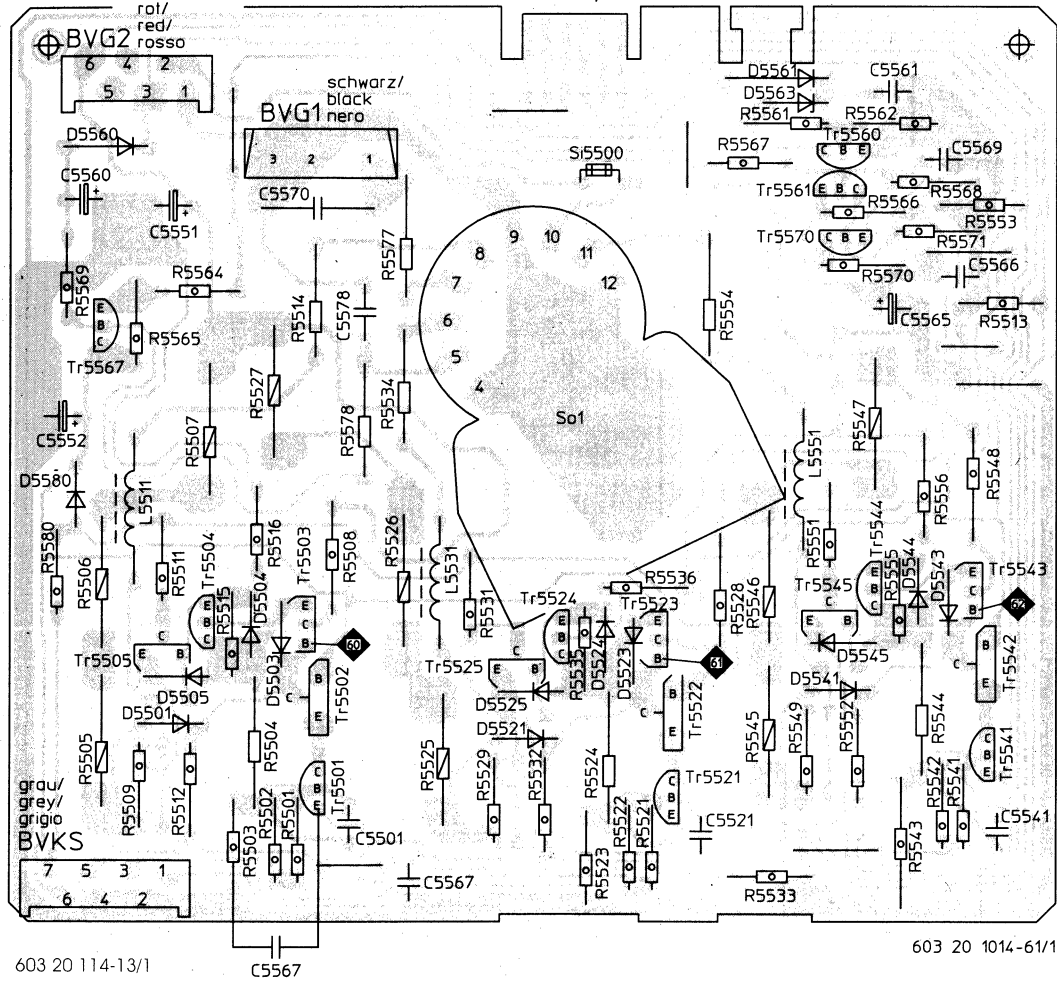 rot/
red/
rosso
BVG2
6 4 2
5 3 1
schwarz/
black
nero
BVG1
3 2 1
D5560
C5560
C5551
C5570
Si5500
D5561
D5563
R5561
C5561
R5562
Tr5560
C B E
R5567
C5569
Tr5561
E B C
R5568
R5566
R5553
Tr5570
C B E
R5571
R5570
C5566
C5565
R5513
R5569
R5564
R5577
E
B
C
Tr5567
R5565
R5514
C5578
R5554
4
5
6
7
8
9
10
11
12
So1
C5552
R5507
R5527
R5578
R5534
R5547
D5580
L5511
L5551
R5556
R5548
R5580
R5506
R5511
Tr5504
E
B
C
R5515
R5516
D5504
Tr5503
E
C
B
R5508
D5503
60
R5526
L5531
R5531
Tr5524
E
B
C
R5536
Tr5523
E
C
B
R5535
D5524
D5523
61
R5528
R5546
R5551
Tr5544
E
B
C
Tr5545
C
E B
R5555
D5544
D5543
Tr5543
E
C
B
62
D5545
Tr5505
C
E B
D5505
D5501
Tr5502
B
C
E
Tr5525
C
E B
D5525
D5521
Tr5522
B
C
E
D5541
Tr5542
B
C
E
R5505
R5509
R5512
R5504
R5502
R5501
R5503
Tr5501
C
B
E
C5501
R5525
R5529
R5532
R5524
R5522
R5521
R5523
Tr5521
C
B
E
C5521
R5545
R5549
R5552
R5544
R5542
R5541
R5543
Tr5541
C
B
E
C5541
grau/
grey/
grigio
BVKS
7 5 3 1
6 4 2
C5567
R5533
C5567
603 20 114-13/1
603 20 1014-61/1